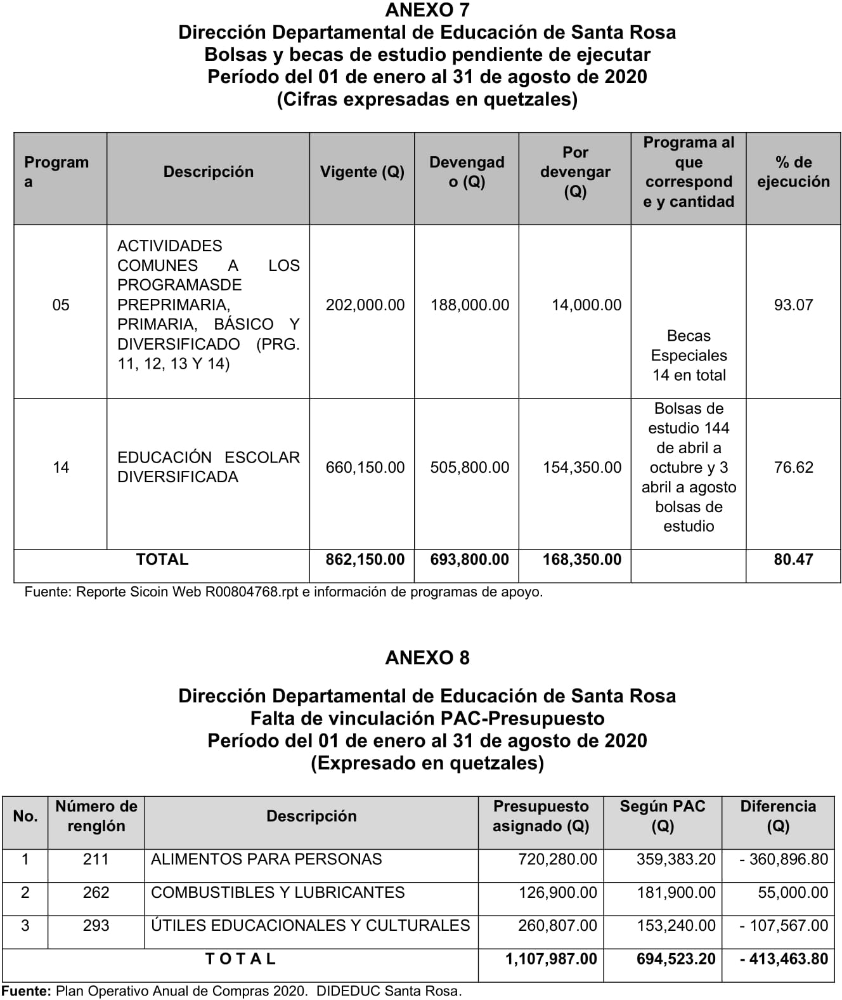 ANEXO 7
Dirección Departamental de Educación de Santa Rosa
Bolsas y becas de estudio pendiente de ejecutar
Período del 01 de enero al 31 de agosto de 2020
(Cifras expresadas en quetzales)
Program
a
Descripción
Vigente (Q)
Devengad
o (Q)
Por
devengar
(Q)
Programa al
que
correspond
e y cantidad
% de
ejecución
05
ACTIVIDADES
COMUNES A LOS
PROGRAMASDE
PREPRIMARIA,
PRIMARIA, BÁSICO Y
DIVERSIFICADO (PRG.
11, 12, 13 Y 14)
202,000.00
188,000.00
14,000.00
Becas
Especiales
14 en total
93.07
14
EDUCACIÓN ESCOLAR
DIVERSIFICADA
660,150.00
505,800.00
154,350.00
Bolsas de
estudio 144
de abril a
octubre y 3
abril a agosto
bolsas de
estudio
76.62
TOTAL 862,150.00 693,800.00 168,350.00 80.47
Fuente: Reporte Sicoin Web R00804768.rpt e información de programas de apoyo.
ANEXO 8
Dirección Departamental de Educación de Santa Rosa
Falta de vinculación PAC-Presupuesto
Período del 01 de enero al 31 de agosto de 2020
(Expresado en quetzales)
No.
Número de
renglón
Descripción
Presupuesto
asignado (Q)
Según PAC
(Q)
Diferencia
(Q)
1 211 ALIMENTOS PARA PERSONAS 720,280.00 359,383.20 - 360,896.80
2 262 COMBUSTIBLES Y LUBRICANTES 126,900.00 181,900.00 55,000.00
3 293 ÚTILES EDUCACIONALES Y CULTURALES 260,807.00 153,240.00 - 107,567.00
T O T A L 1,107,987.00 694,523.20 - 413,463.80
Fuente: Plan Operativo Anual de Compras 2020. DIDEDUC Santa Rosa.